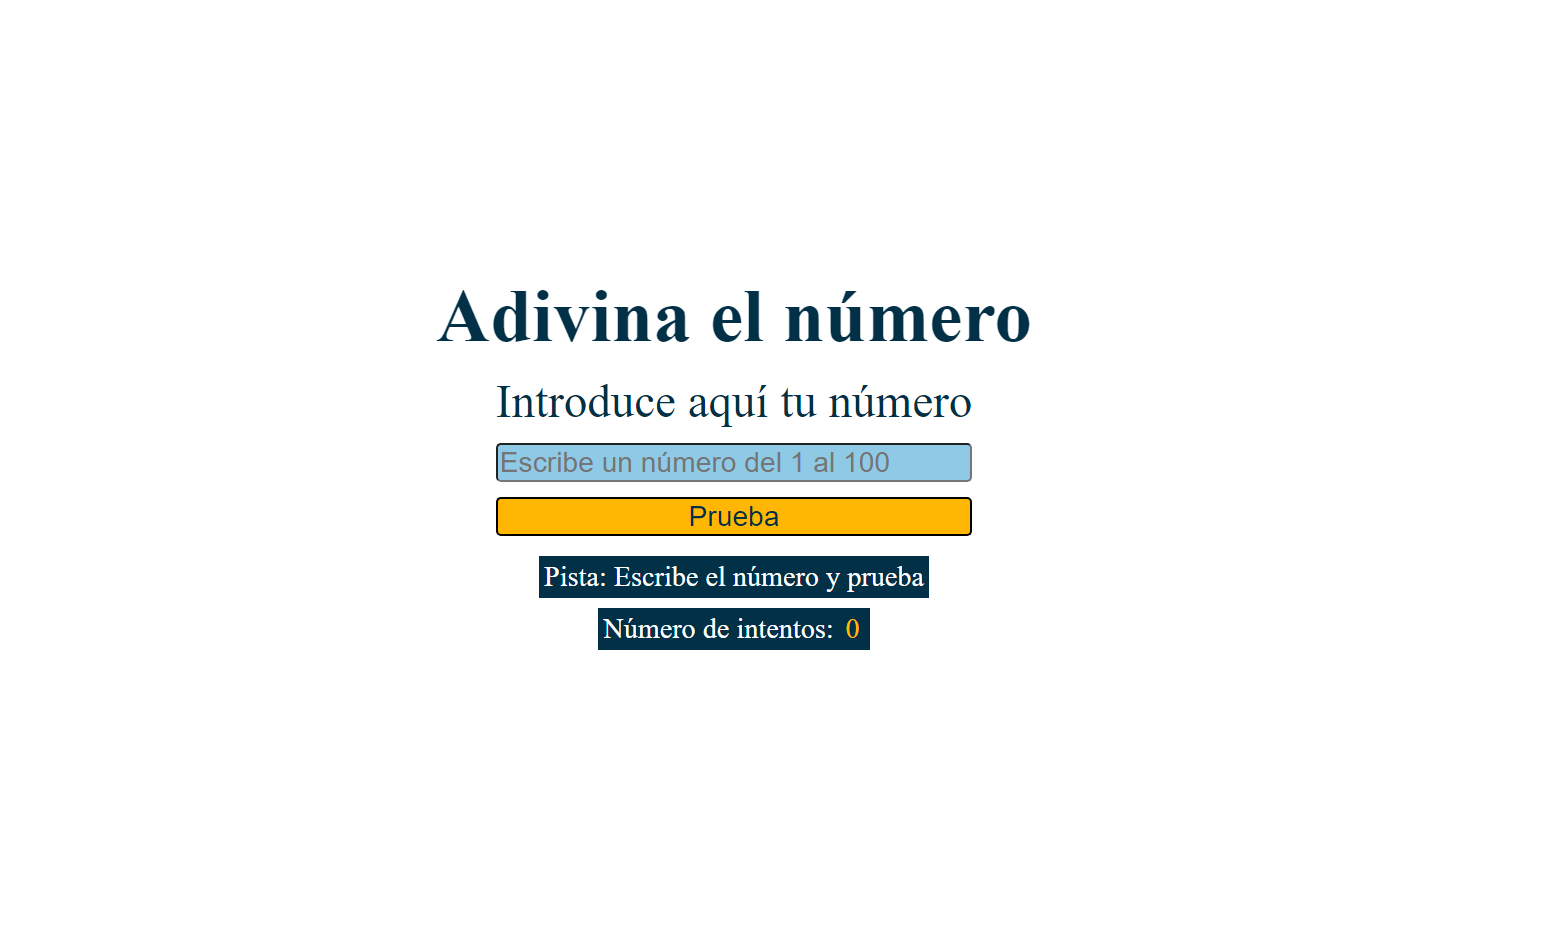 Adivina el número
Introduce aquí tu número
Escribe un número del 1 al 100
Prueba
Pista: Escribe el número y prueba
Número de intentos: 0